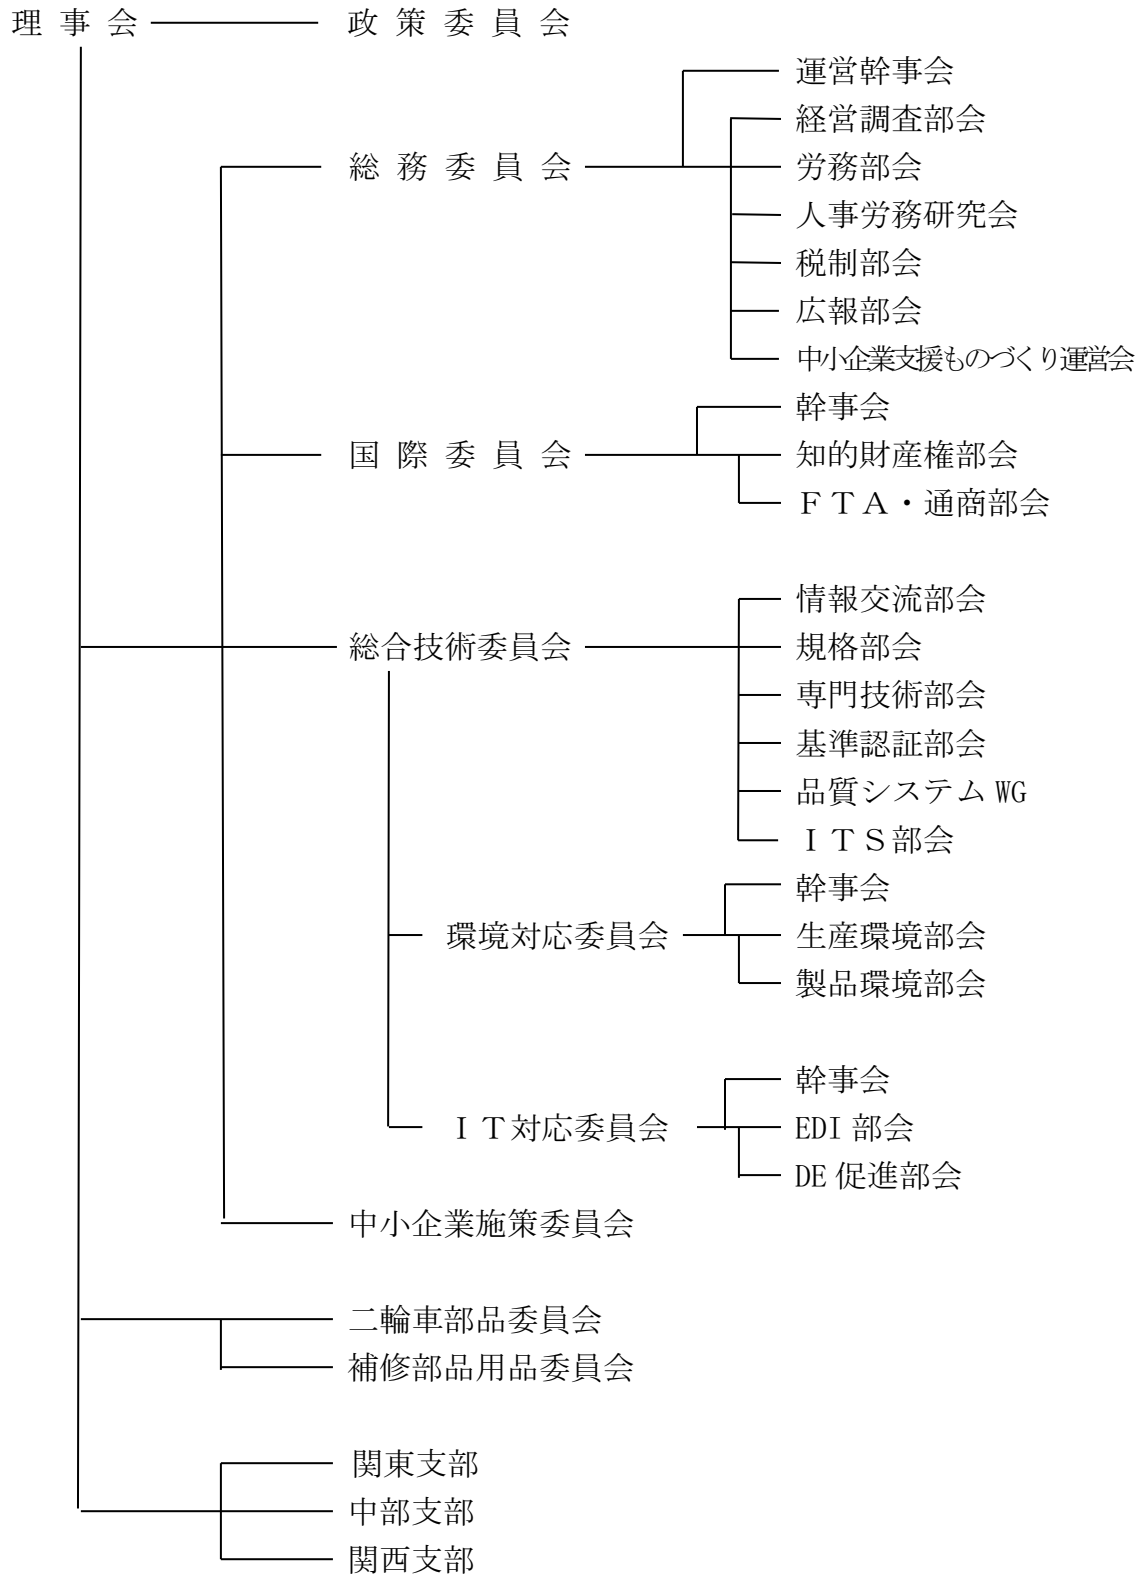 理事会 政策委員会
運営幹事会
経営調査部会
総務委員会 労務部会
人事労務研究会
税制部会
広報部会
中小企業支援ものづくり運営会
幹事会
国際委員会 知的財産権部会
ＦＴＡ・通商部会
情報交流部会
総合技術委員会 規格部会
専門技術部会
基準認証部会
品質システム WG
ＩＴＳ部会
幹事会
環境対応委員会 生産環境部会
製品環境部会
幹事会
ＩＴ対応委員会 EDI 部会
DE 促進部会
中小企業施策委員会
二輪車部品委員会
補修部品用品委員会
関東支部
中部支部
関西支部